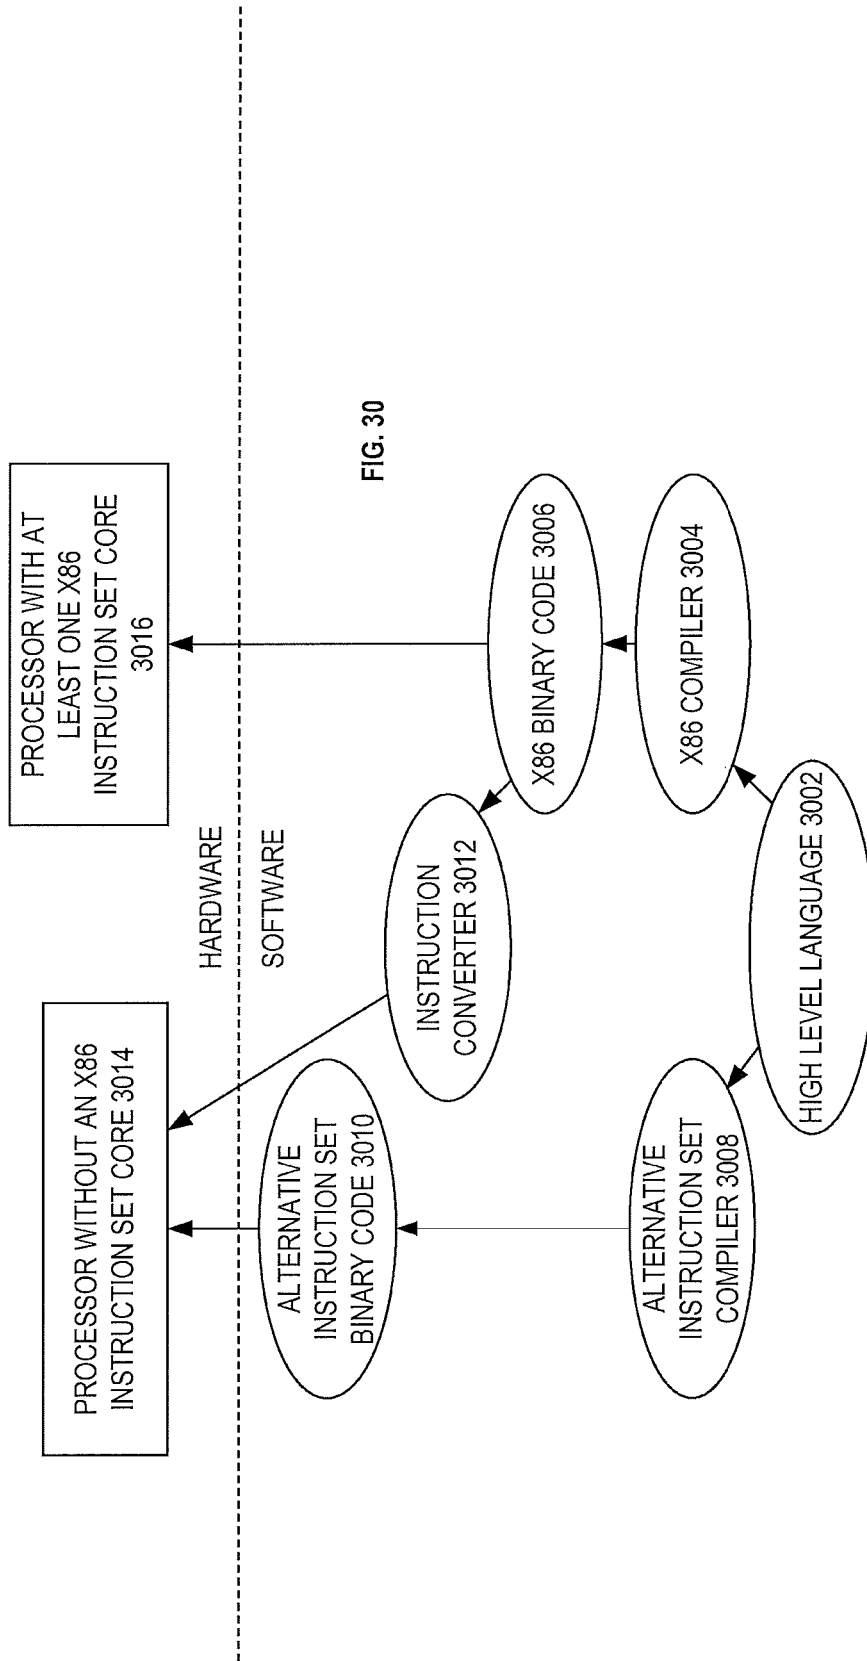 PROCESSOR WITHOUT AN X86
INSTRUCTION SET CORE 3014
PROCESSOR WITH AT
LEAST ONE X86
INSTRUCTION SET CORE
3016
HARDWARE
SOFTWARE
ALTERNATIVE
INSTRUCTION SET
BINARY CODE 3010
INSTRUCTION
CONVERTER 3012
FIG. 30
X86 BINARY CODE 3006
ALTERNATIVE
INSTRUCTION SET
COMPILER 3008
X86 COMPILER 3004
HIGH LEVEL LANGUAGE 3002